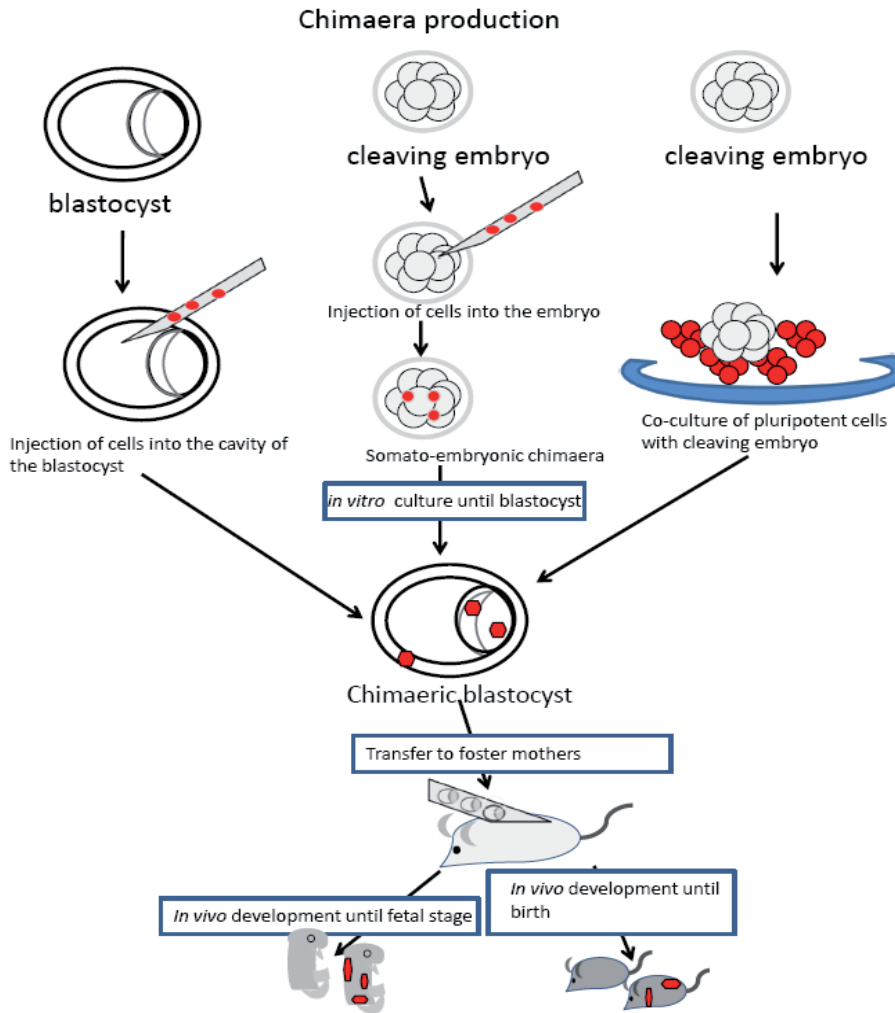 Chimaera production
blastocyst
cleaving embryo
cleaving embryo
Injection of cells into the embryo
Injection of cells into the cavity of
the blastocyst
Somato-embryonic chimaera
Co-culture of pluripotent cells
with cleaving embryo
in vitro culture until blastocyst
Chimaeric blastocyst
Transfer to foster mothers
In vivo development until fetal stage
In vivo development until
birth